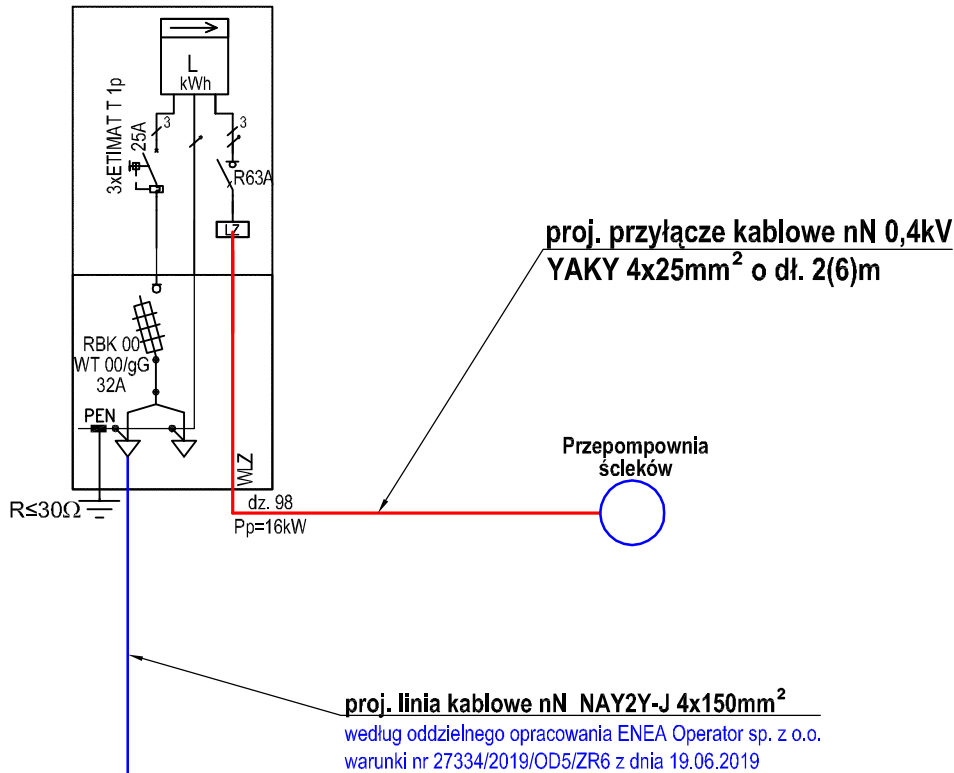 L
kWh
3xETIMAT T 1p
25A
3
3
R63A
LZ
proj. przyłącze kablowe nN 0,4kV
YAKY 4x25mm² o dł. 2(6)m
RBK 00
WT 00/gG
32A
PEN
WLZ
Przepompownia
ścleków
R≤30Ω
dz. 98
Pp=16kW
proj. linia kablowe nN NAY2Y-J 4x150mm²
według oddzielnego opracowania ENEA Operator sp. z o.o.
warunki nr 27334/2019/OD5/ZR6 z dnia 19.06.2019